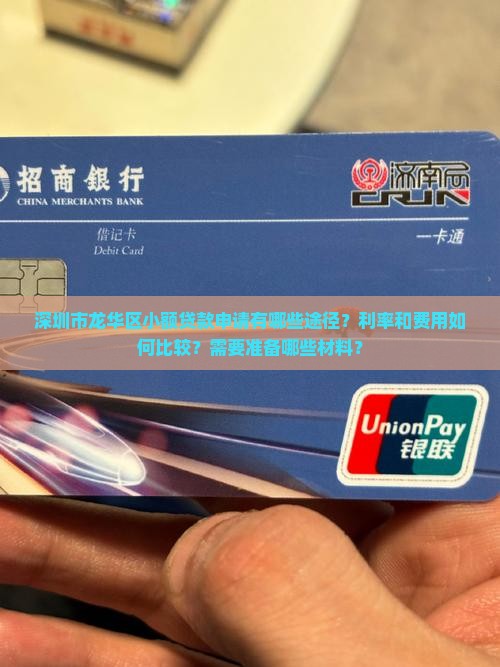 招商銀行
CHINA MERCHANTS BANK
济南局
CRJN
借记卡
Debit Card
一卡通
深圳市龙华区小额贷款申请有哪些途径？利率和费用如
何比较？需要准备哪些材料？
UnionPay
银联